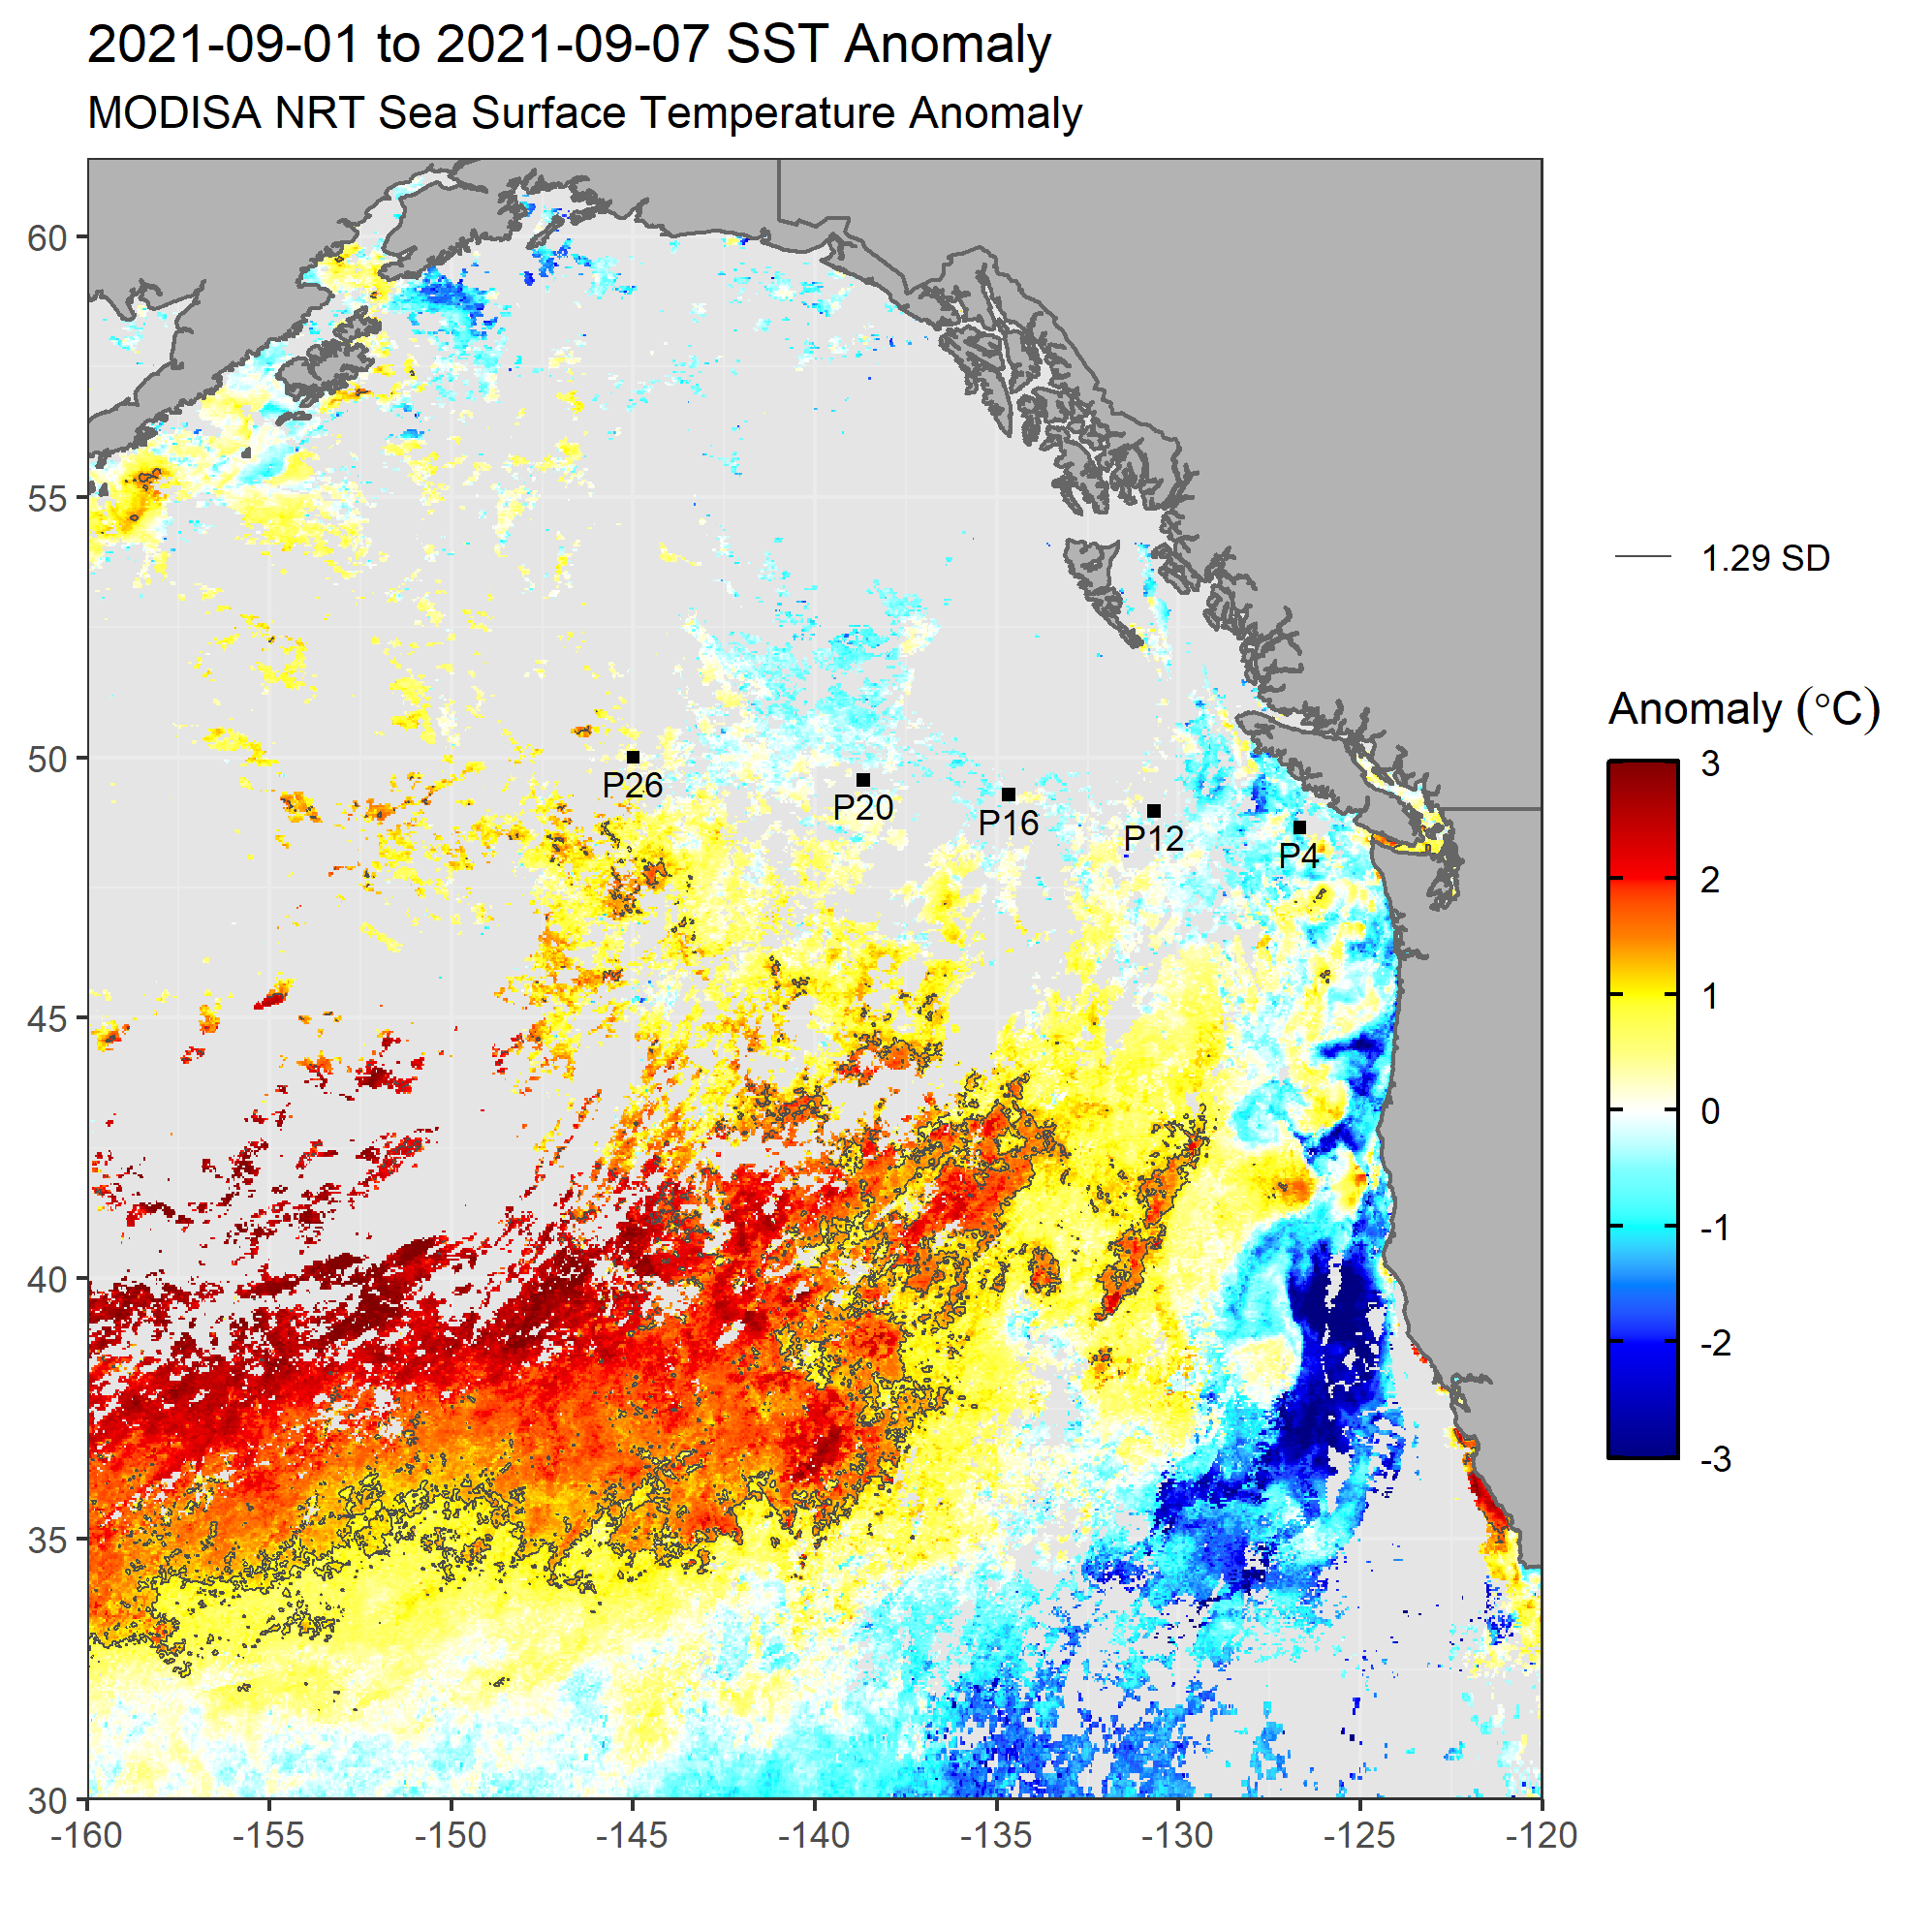 2021-09-01 to 2021-09-07 SST Anomaly
MODISA NRT Sea Surface Temperature Anomaly
60
55
50
45
40
35
30
-160
-155
-150
-145
-140
-135
-130
-125
-120
P26
P20
P16
P12
P4
1.29 SD
Anomaly (°C)
3
2
1
0
-1
-2
-3